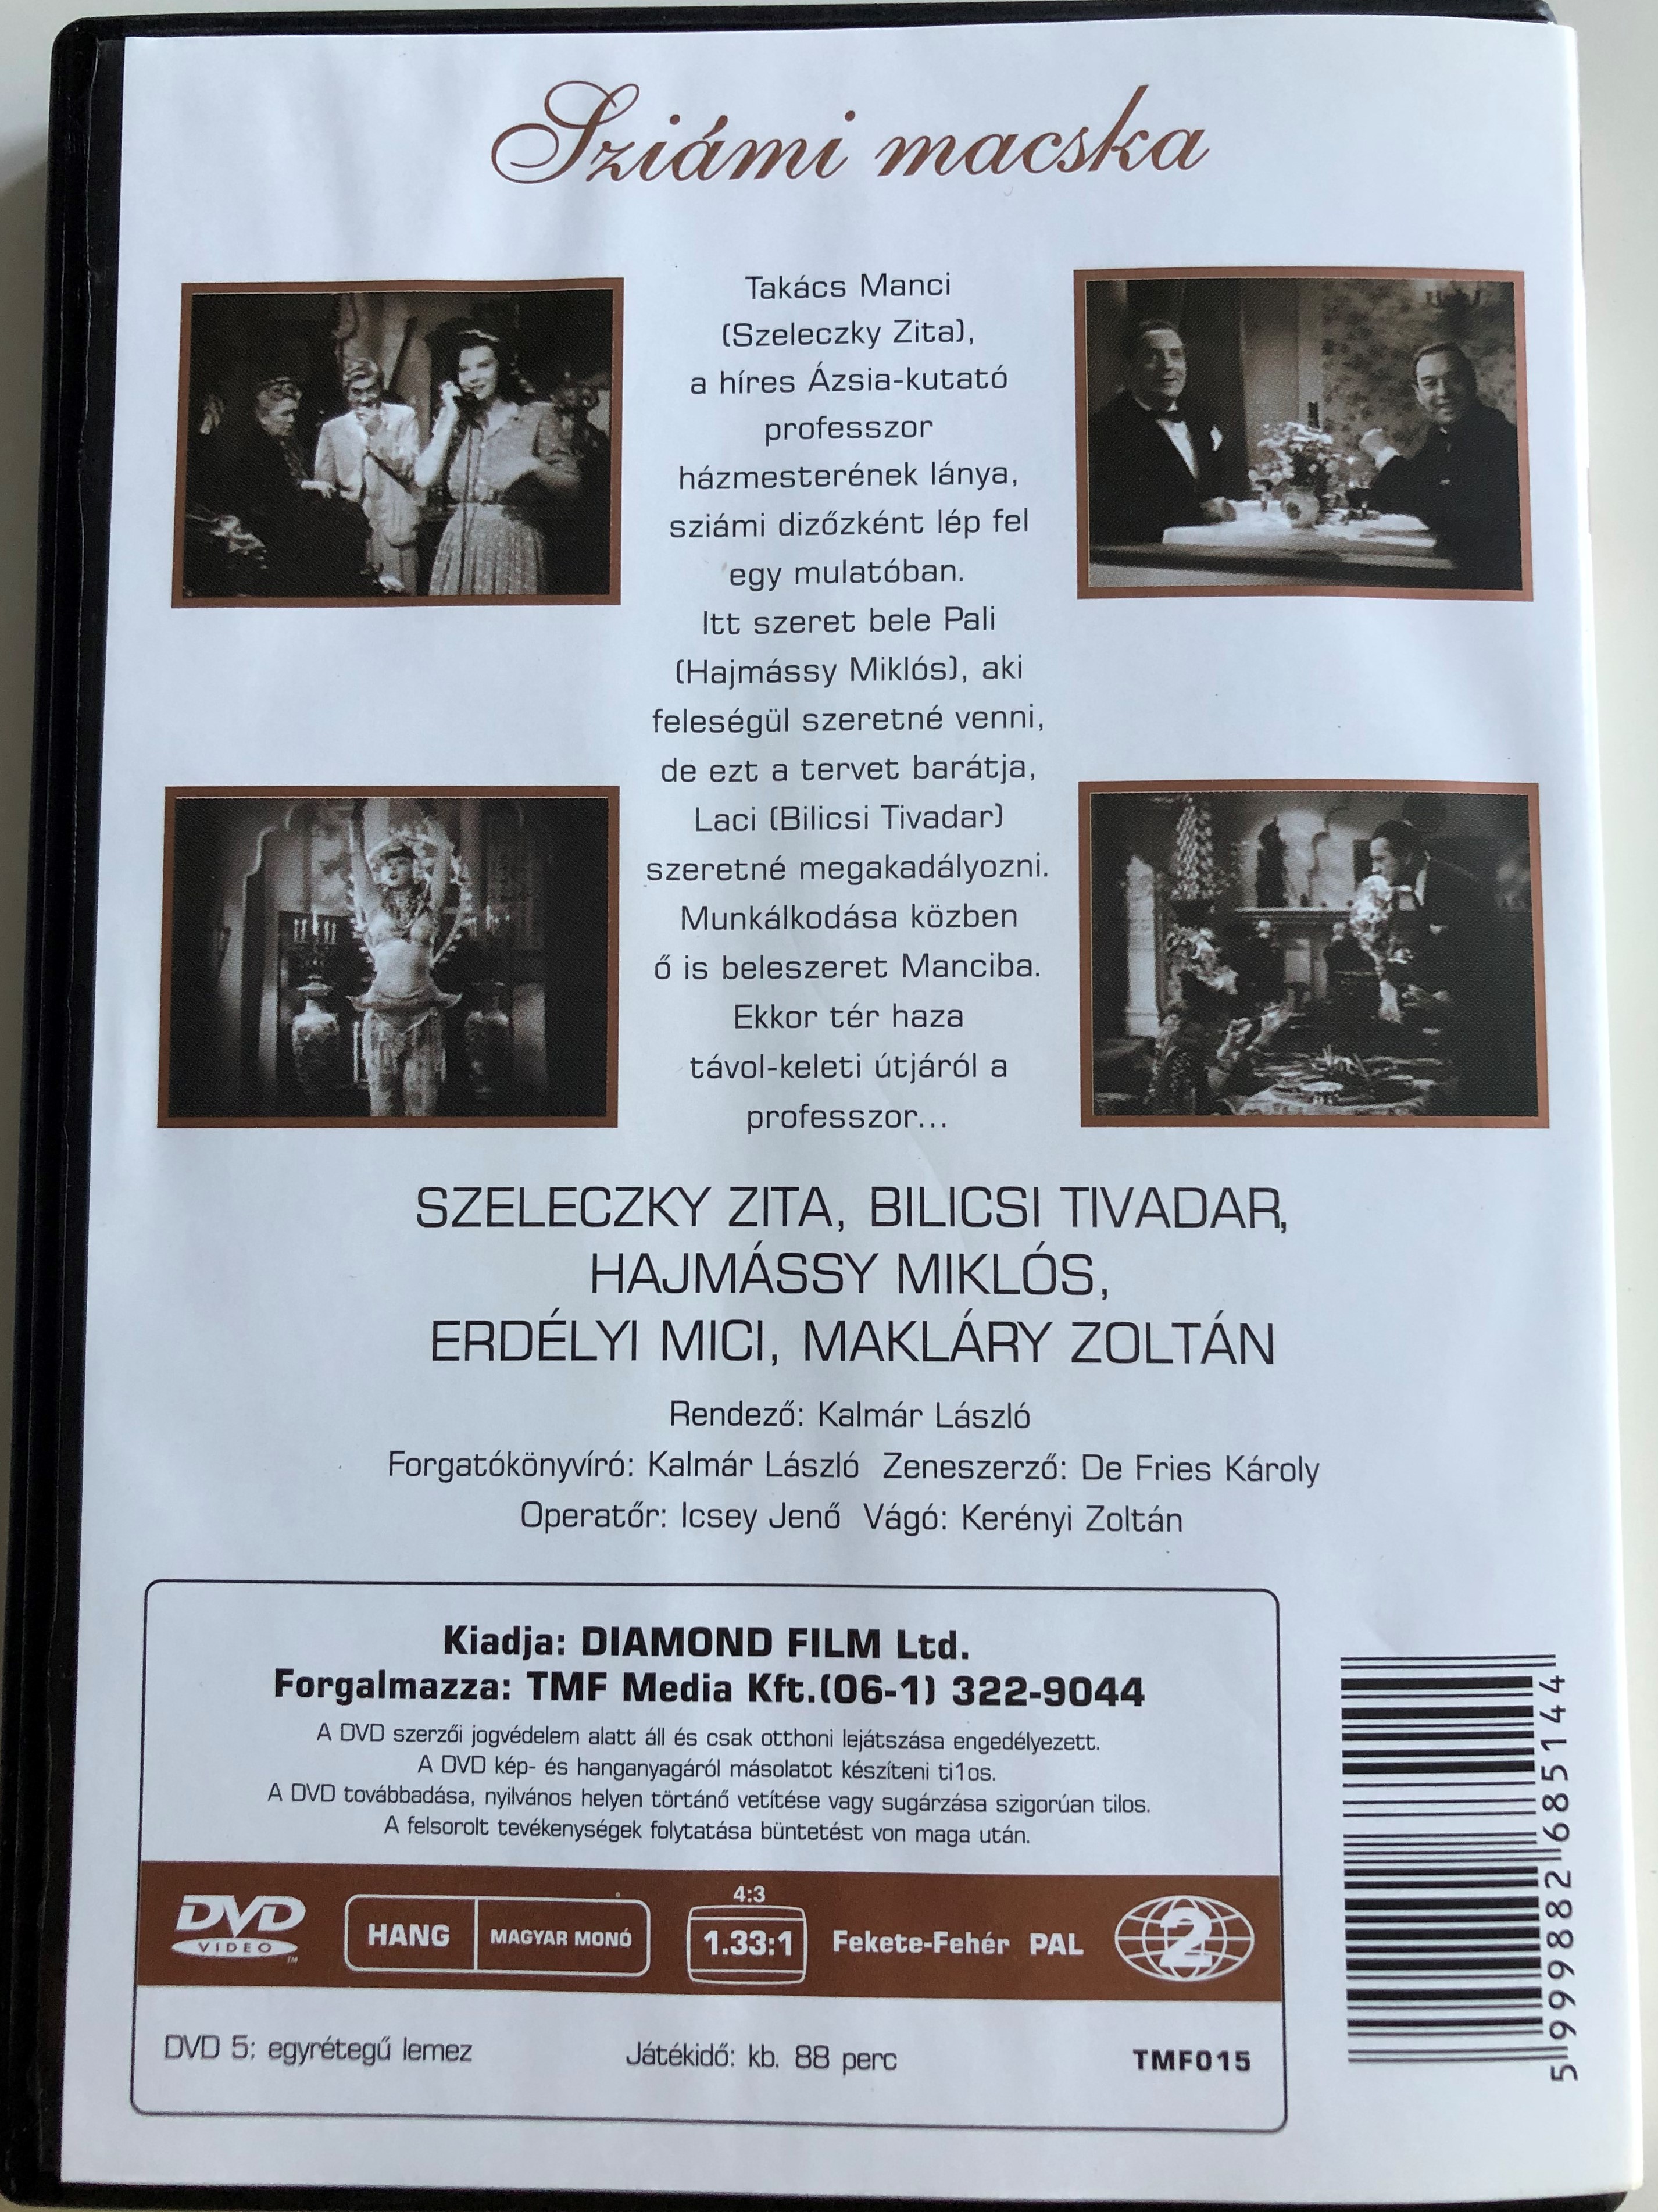 Sziámi macska
Takács Manci
(Szeleczky Zita),
a híres Ázsia-kutató
professzor
házmesterének lánya,
sziámi dizőzként lép fel
egy mulatóban.
Itt szeret bele Pali
(Hajmássy Miklós), aki
feleségül szeretné venni,
de ezt a tervet barátja,
Laci (Bilicsi Tivadar)
szeretné megakadályozni.
Munkálkodása közben
ő is beleszeret Manciba.
Ekkor tér haza
távol-keleti útjáról a
professzor...
SZELECZKY ZITA, BILICSI TIVADAR,
HAJMÁSSY MIKLÓS,
ERDÉLYI MICI, MAKLÁRY ZOLTÁN
Rendező: Kalmár László
Forgatókönyvíró: Kalmár László Zeneszerző: De Fries Károly
Operatőr: Icsey Jenő Vágó: Kerényi Zoltán
Kiadja: DIAMOND FILM Ltd.
Forgalmazza: TMF Media Kft.(06-1) 322-9044
A DVD szerzői jogvédelem alatt áll és csak otthoni lejátszása engedélyezett.
A DVD kép- és hanganyagáról másolatot készíteni ti1os.
A DVD továbbadása, nyilvános helyen törtánő vetítése vagy sugárzása szigorúan tilos.
A felsorolt tevékenységek folytatása büntetést von maga után.
DVD
VIDEO
TM
HANG
MAGYAR MONÓ
4:3
1.33:1
Fekete-Fehér PAL
2
DVD 5: egyrétegű lemez
Játékidő: kb. 88 perc
TMF015
5 999882 685144